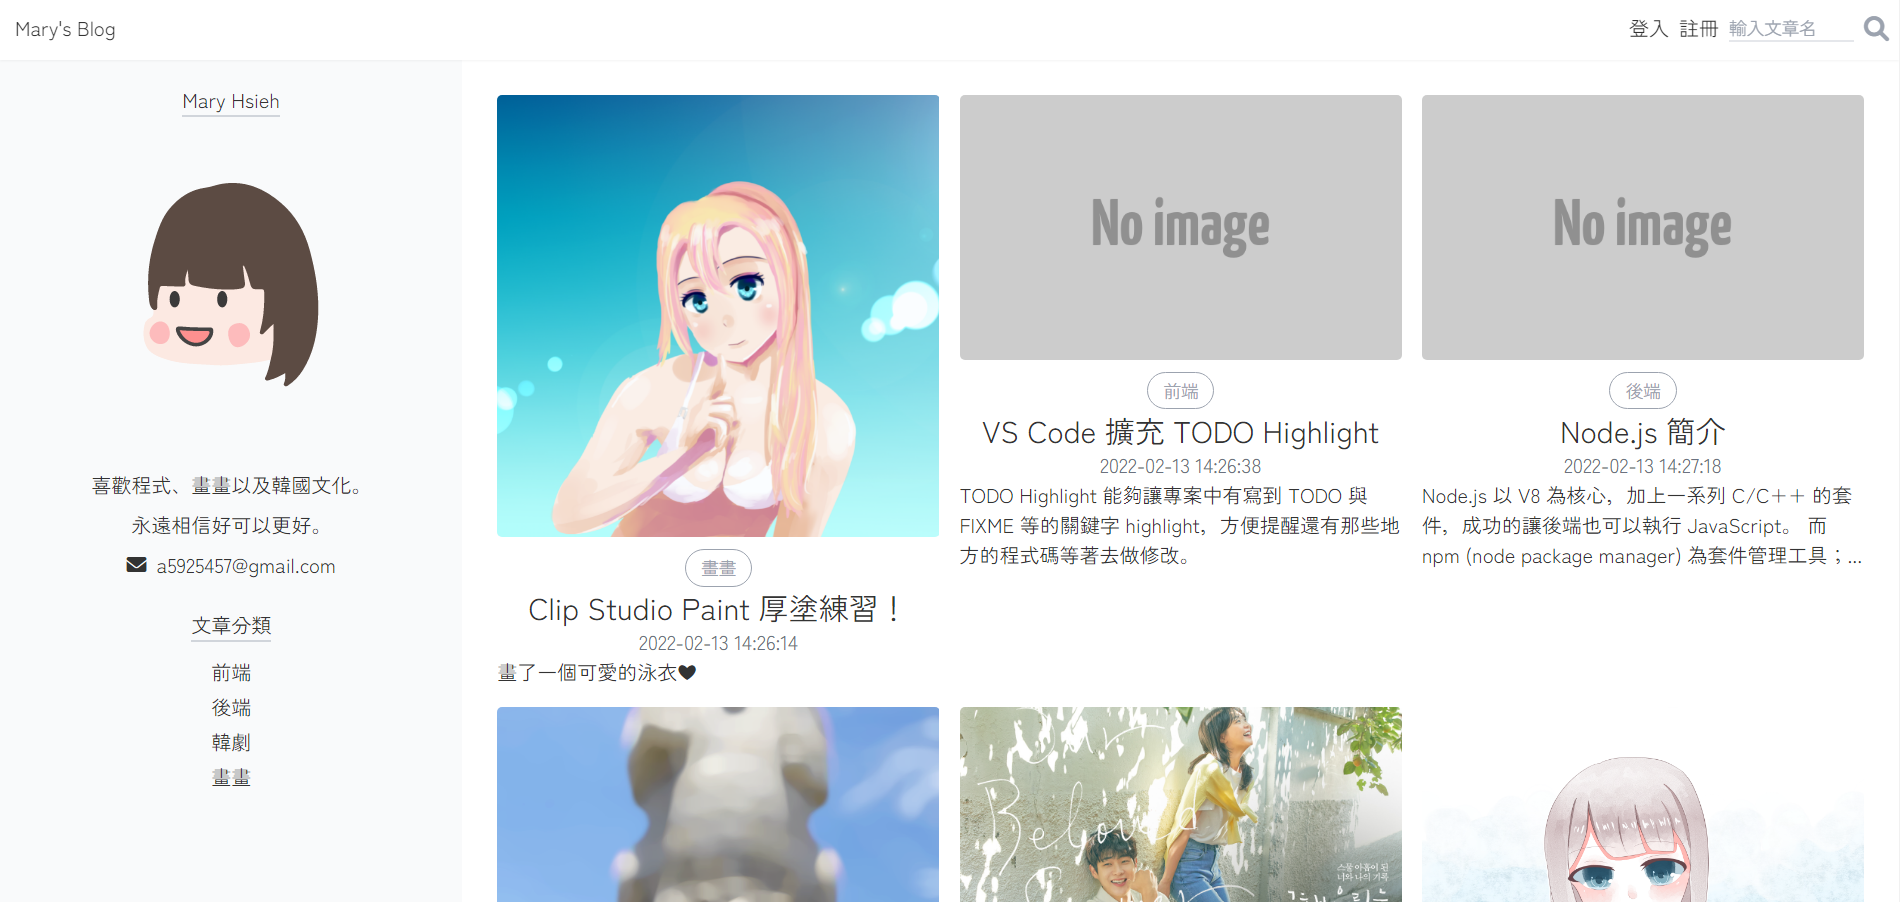 Mary's Blog
登入 註冊 輸入文章名
Mary Hsieh
喜歡程式、畫畫以及韓國文化。
永遠相信好可以更好。
a5925457@gmail.com
文章分類
前端
後端
韓劇
畫畫
畫畫
Clip Studio Paint 厚塗練習！
2022-02-13 14:26:14
畫了一個可愛的泳衣♥
No image
前端
VS Code 擴充 TODO Highlight
2022-02-13 14:26:38
TODO Highlight 能夠讓專案中有寫到 TODO 與
FIXME 等的關鍵字 highlight，方便提醒還有那些地
方的程式碼等著去做修改。
No image
後端
Node.js 簡介
2022-02-13 14:27:18
Node.js 以 V8 為核心，加上一系列 C/C++ 的套
件，成功的讓後端也可以執行 JavaScript。 而
npm (node package manager) 為套件管理工具；...
Our
Beloved
스물 아홉이 된
너와 나의 기록